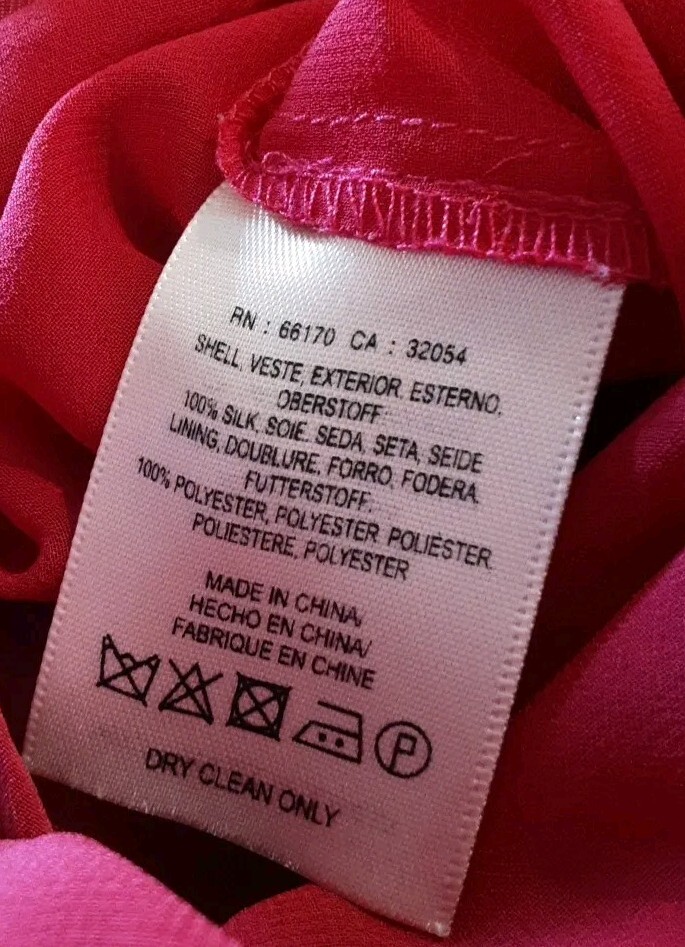 RN : 66170 CA : 32054
SHELL, VESTE, EXTERIOR, ESTERNO,
OBERSTOFF:
100% SILK, SOIE, SEDA, SETA, SEIDE
LINING, DOUBLURE, FORRO, FODERA,
FUTTERSTOFF:
100% POLYESTER, POLYESTER, POLIÉSTER,
POLIESTERE, POLYESTER
MADE IN CHINA/
HECHO EN CHINA/
FABRIQUE EN CHINE
P
DRY CLEAN ONLY